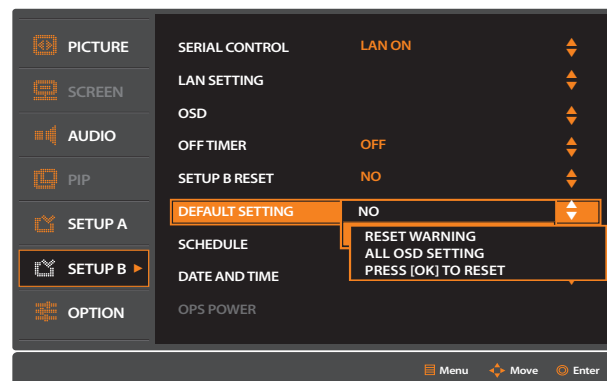 PICTURE
SCREEN
AUDIO
PIP
SETUP A
SETUP B
OPTION
SERIAL CONTROL LAN ON
LAN SETTING
OSD
OFF TIMER OFF
SETUP B RESET NO
DEFAULT SETTING NO
RESET WARNING
ALL OSD SETTING
PRESS [OK] TO RESET
SCHEDULE
DATE AND TIME
OPS POWER
Menu Move Enter